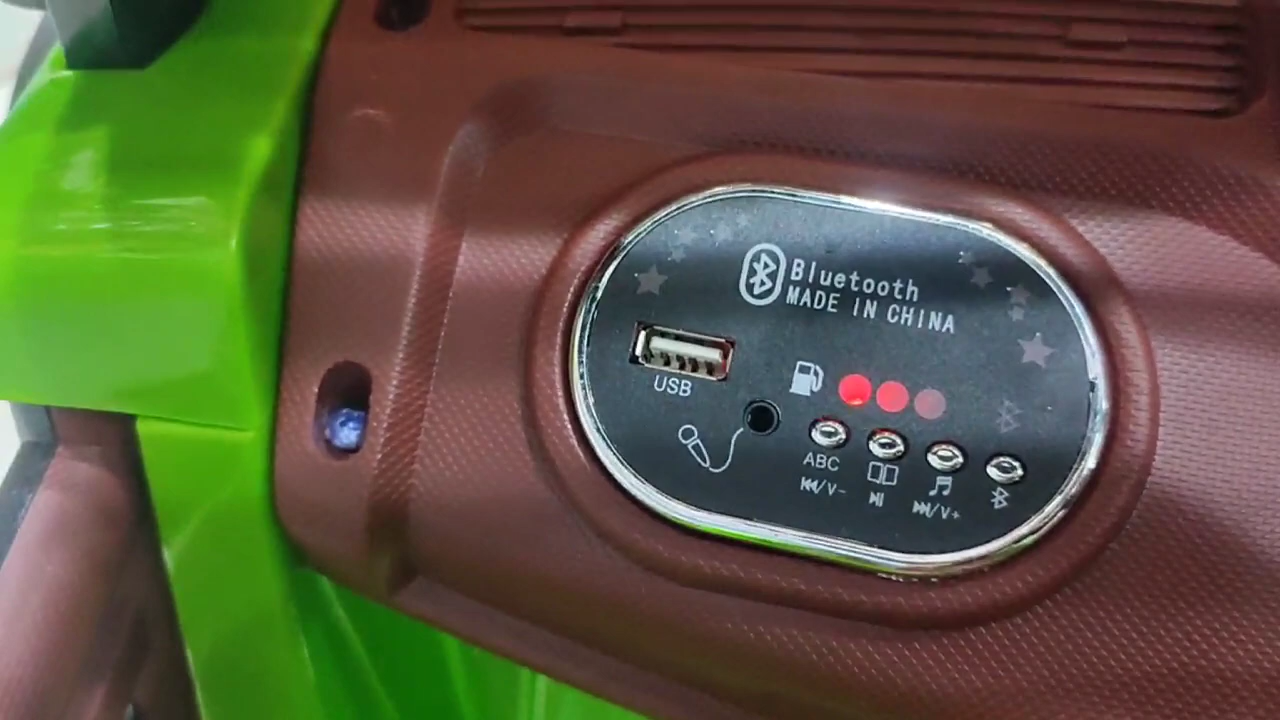 Bluetooth
MADE IN CHINA
USB
ABC
⏮/V-
⏯
⏭/V+